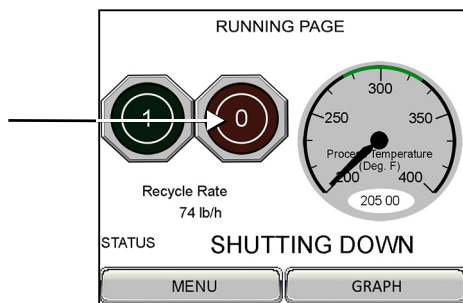 RUNNING PAGE
1 0
300
250 350
Process Temperature
(Deg. F)
200 400
205 00
Recycle Rate
74 lb/h
STATUS SHUTTING DOWN
MENU GRAPH